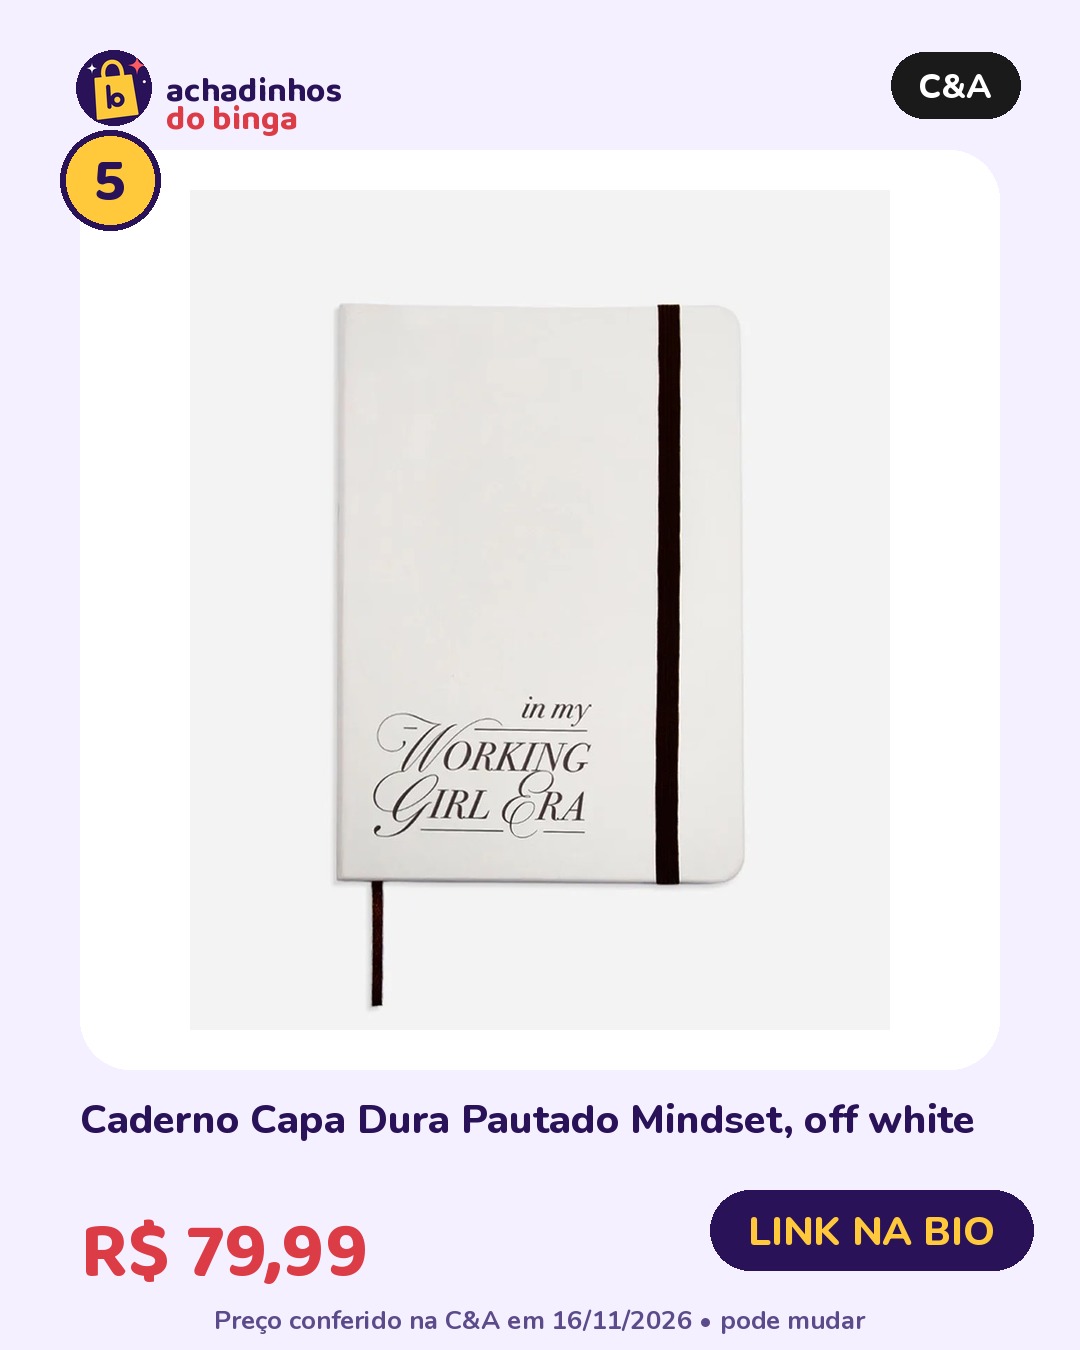 b
achadinhos
do binga
C&A
5
in my
WORKING
GIRL ERA
Caderno Capa Dura Pautado Mindset, off white
R$ 79,99
LINK NA BIO
Preço conferido na C&A em 16/11/2026 • pode mudar